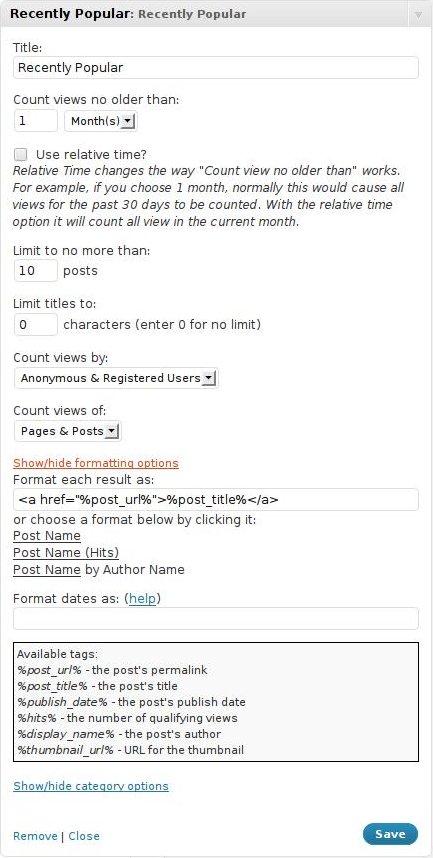 Recently Popular: Recently Popular
Title:
Recently Popular
Count views no older than:
1 Month(s)
Use relative time?
Relative Time changes the way "Count view no older than" works.
For example, if you choose 1 month, normally this would cause all
views for the past 30 days to be counted. With the relative time
option it will count all view in the current month.
Limit to no more than:
10 posts
Limit titles to:
0 characters (enter 0 for no limit)
Count views by:
Anonymous & Registered Users
Count views of:
Pages & Posts
Show/hide formatting options
Format each result as:
<a href="%post_url%">%post_title%</a>
or choose a format below by clicking it:
Post Name
Post Name (Hits)
Post Name by Author Name
Format dates as: (help)
Available tags:
%post_url% - the post's permalink
%post_title% - the post's title
%publish_date% - the post's publish date
%hits% - the number of qualifying views
%display_name% - the post's author
%thumbnail_url% - URL for the thumbnail
Show/hide category options
Remove | Close Save